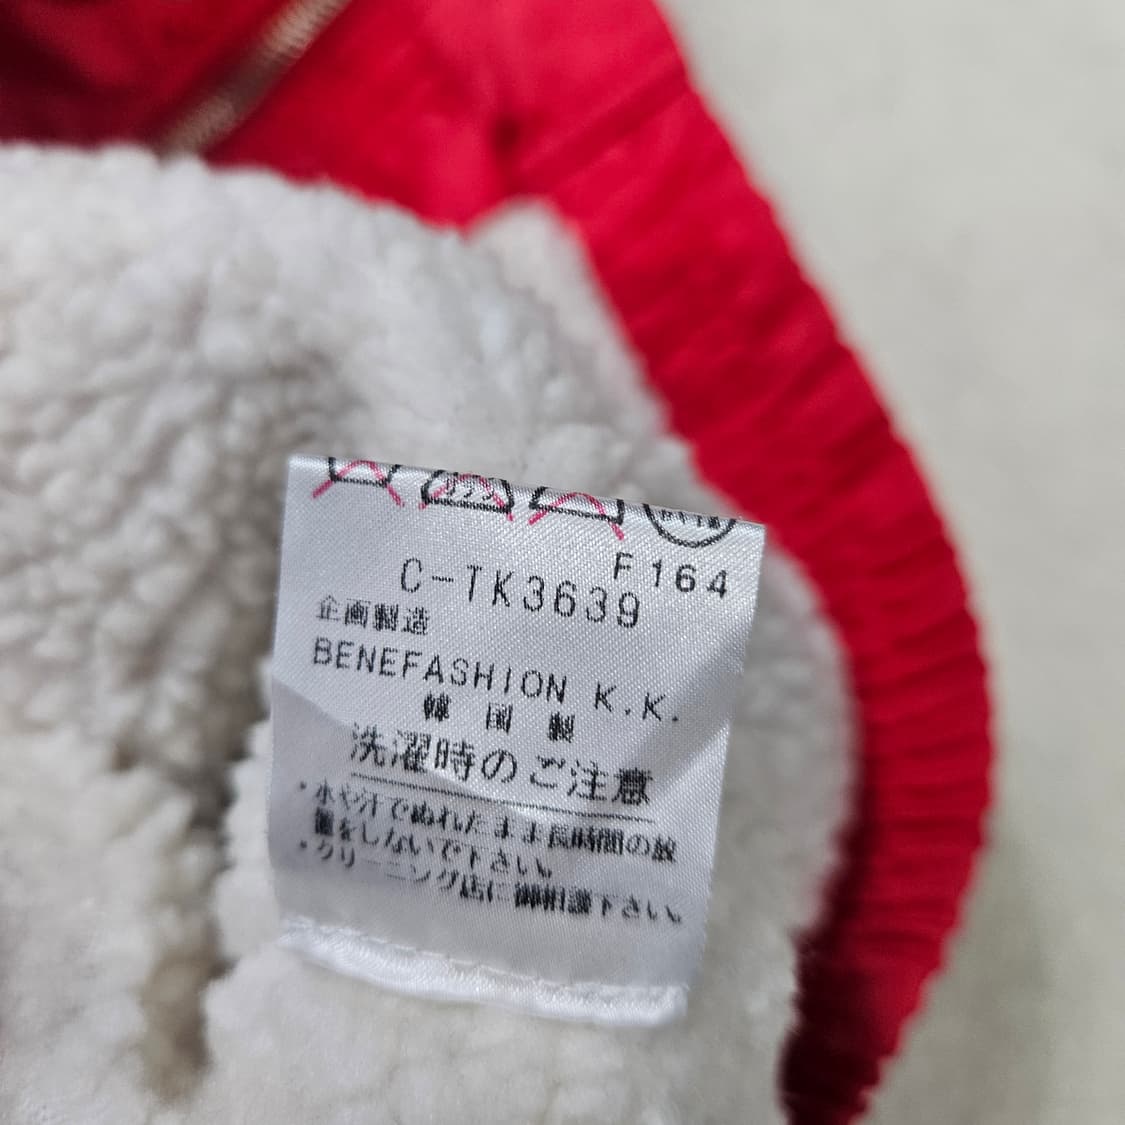 F164
C-TK3639
企画製造
BENEFASHION K.K.
韓国製
洗濯時のご注意
・水や汗でぬれたまま長時間の放
置をしないで下さい。
・クリーニング店に御相談下さい。